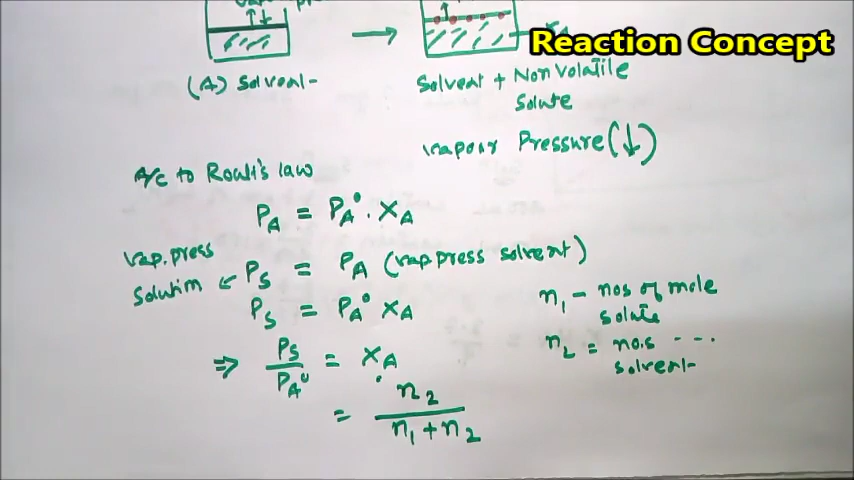 Reaction Concept
(A) Solvent
Solvent + Non Volatile
Solute
vapour Pressure (↓)
A/c to Roult's law
P_A = P_A° . X_A
Vap. press
Solution ← P_S = P_A (vap press solvent)
P_S = P_A° X_A
n_1 – nos of mole
solute
n_2 = nos ...
solvent
⇒ P_S / P_A° = X_A
= n_2 / n_1 + n_2